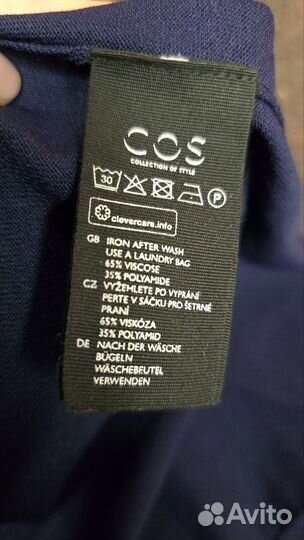 COS
COLLECTION OF STYLE
30
P
clevercare.info
GB IRON AFTER WASH
USE A LAUNDRY BAG
65% VISCOSE
35% POLYAMIDE
CZ VYŽEHLETE PO VYPRÁNÍ
PERTE V SÁČKU PRO ŠETRNÉ
PRANÍ
65% VISKÓZA
35% POLYAMID
DE NACH DER WÄSCHE
BÜGELN
WÄSCHEBEUTEL
VERWENDEN
Avito